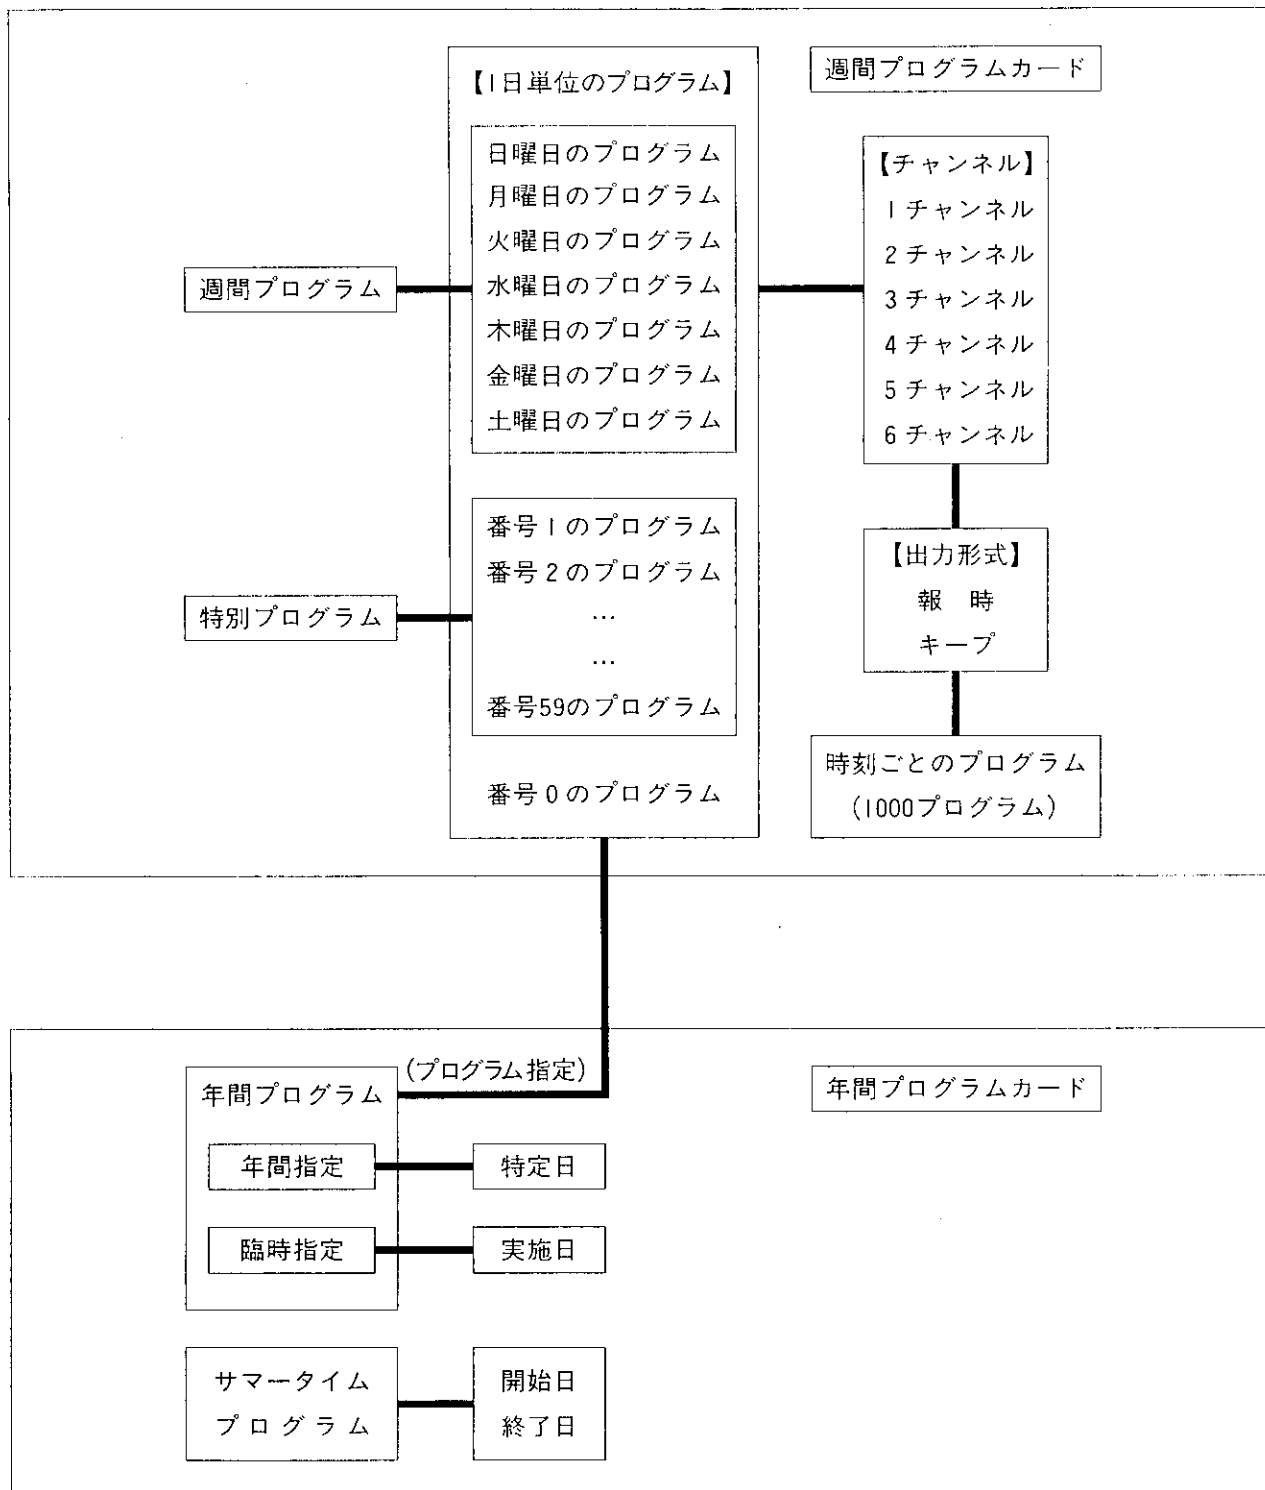 週間プログラムカード
【1日単位のプログラム】
日曜日のプログラム
月曜日のプログラム
火曜日のプログラム
水曜日のプログラム
木曜日のプログラム
金曜日のプログラム
土曜日のプログラム
週間プログラム
番号1のプログラム
番号2のプログラム
…
…
番号59のプログラム
特別プログラム
番号0のプログラム
【チャンネル】
1チャンネル
2チャンネル
3チャンネル
4チャンネル
5チャンネル
6チャンネル
【出力形式】
報 時
キープ
時刻ごとのプログラム
(1000プログラム)
(プログラム指定)
年間プログラム
年間プログラムカード
年間指定
特定日
臨時指定
実施日
サマータイム
プログラム
開始日
終了日